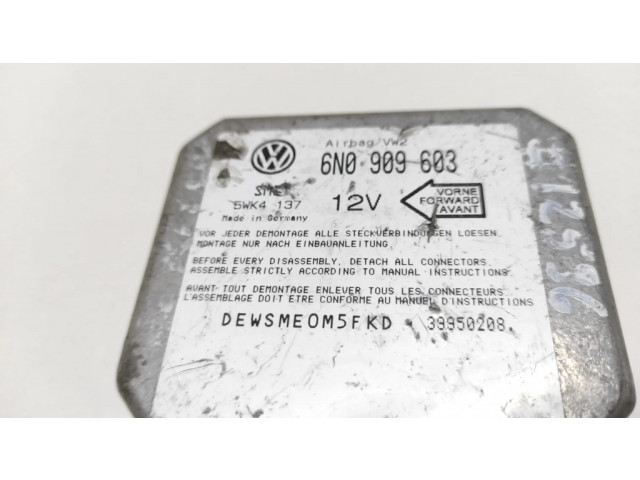 Airbag VW2
6N0 909 603
5WK4 137
12V
VORNE
FORWARD
AVANT
Made in Germany
VOR JEDER DEMONTAGE ALLE STECKVERBINDUNGEN LOESEN.
MONTAGE NUR NACH EINBAUANLEITUNG.
BEFORE EVERY DISASSEMBLY, DETACH ALL CONNECTORS.
ASSEMBLE STRICTLY ACCORDING TO MANUAL INSTRUCTIONS.
AVANT TOUT DEMONTAGE ENLEVER TOUS LES CONNECTEURS.
L'ASSEMBLAGE DOIT ETRE CONFORME AU MANUEL D'INSTRUCTIONS
DEWSMEOM5FKD 39950208.